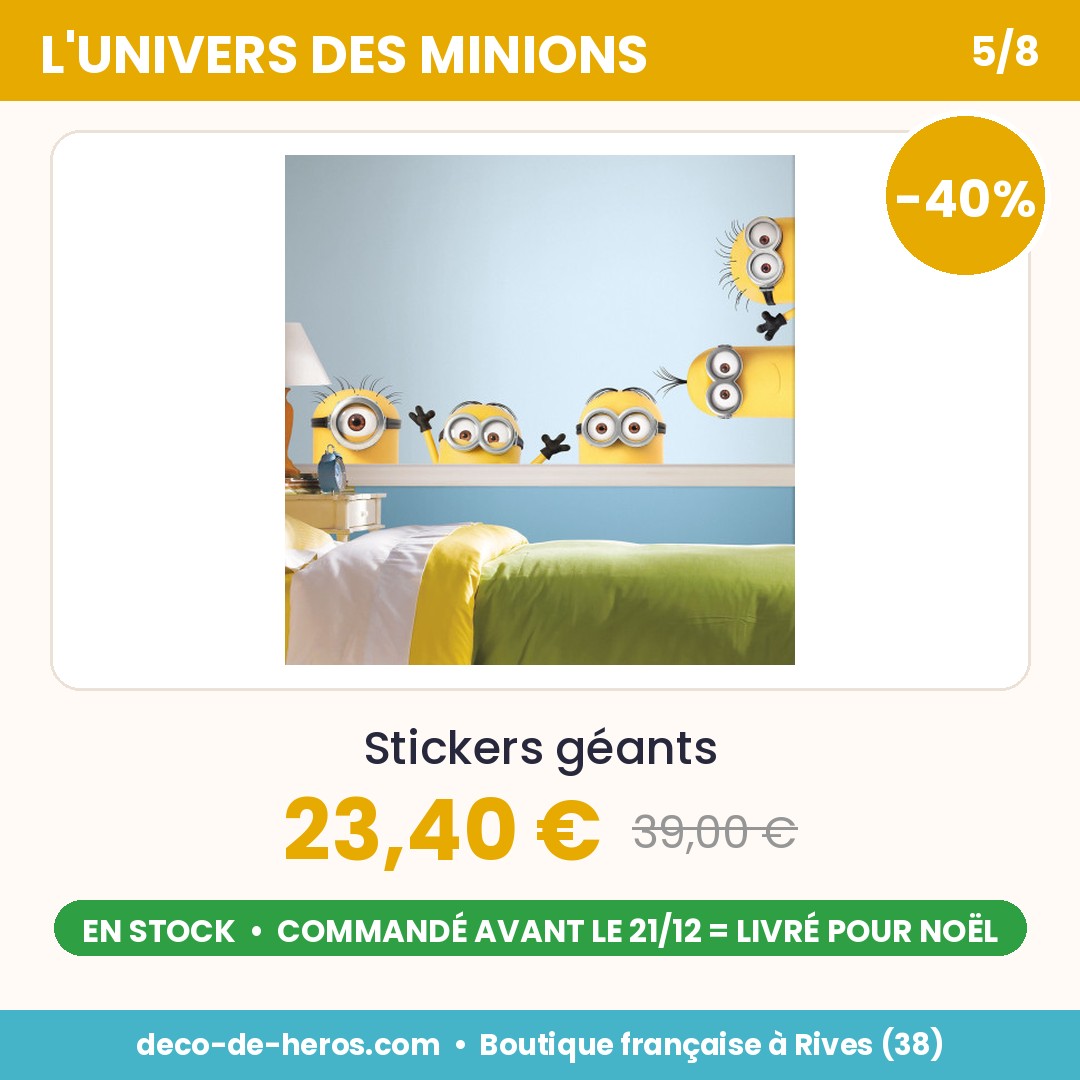 L'UNIVERS DES MINIONS
5/8
-40%
Stickers géants
23,40 € 39,00 €
EN STOCK • COMMANDÉ AVANT LE 21/12 = LIVRÉ POUR NOËL
deco-de-heros.com • Boutique française à Rives (38)